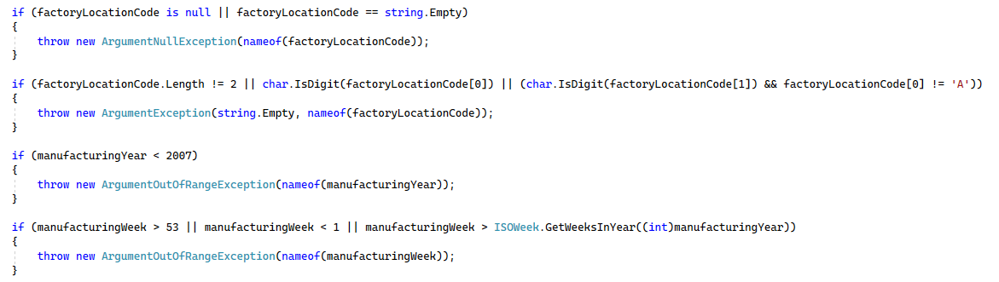 if (factoryLocationCode is null || factoryLocationCode == string.Empty)
{
    throw new ArgumentNullException(nameof(factoryLocationCode));
}

if (factoryLocationCode.Length != 2 || char.IsDigit(factoryLocationCode[0]) || (char.IsDigit(factoryLocationCode[1]) && factoryLocationCode[0] != 'A'))
{
    throw new ArgumentException(string.Empty, nameof(factoryLocationCode));
}

if (manufacturingYear < 2007)
{
    throw new ArgumentOutOfRangeException(nameof(manufacturingYear));
}

if (manufacturingWeek > 53 || manufacturingWeek < 1 || manufacturingWeek > ISOWeek.GetWeeksInYear((int)manufacturingYear))
{
    throw new ArgumentOutOfRangeException(nameof(manufacturingWeek));
}